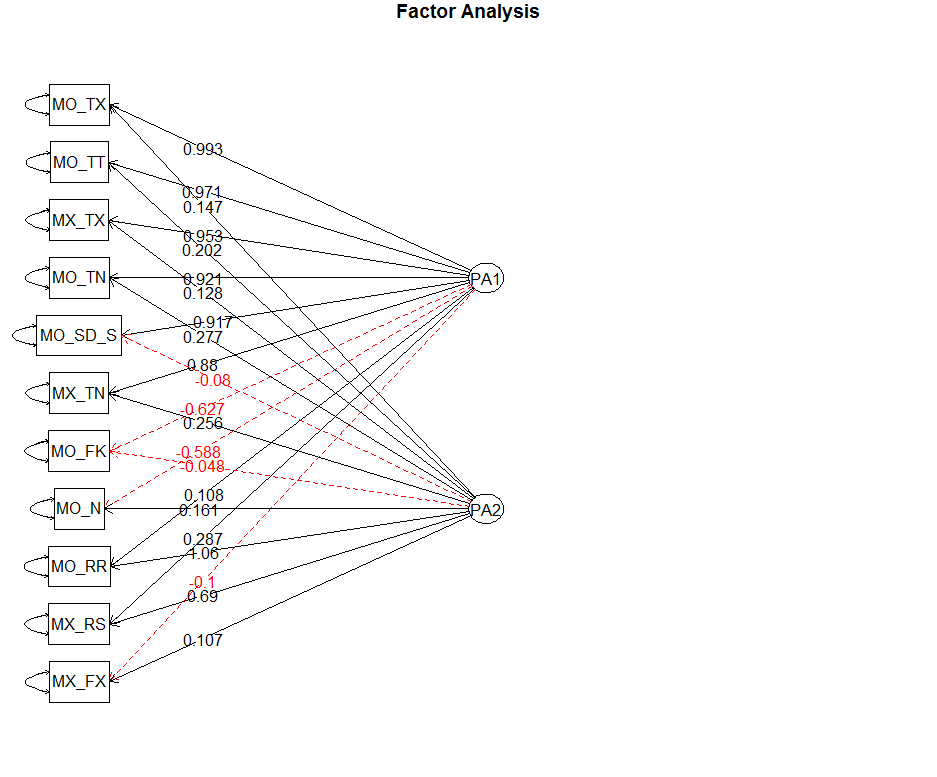 Factor Analysis
MO_TX
0.993
MO_TT
0.971
0.147
MX_TX
0.953
0.202
MO_TN
0.921
PA1
0.128
MO_SD_S
0.917
0.277
0.88
-0.08
MX_TN
-0.627
0.256
MO_FK
-0.588
-0.048
0.108
MO_N
0.161
PA2
0.287
1.06
MO_RR
-0.1
0.69
MX_RS
0.107
MX_FX